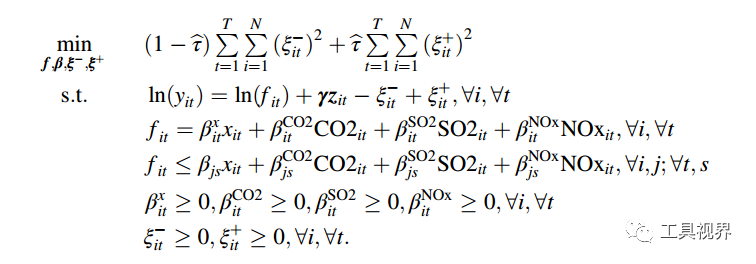 min f,β,ξ⁻,ξ⁺ (1 − τ̂) ∑_{t=1}^{T} ∑_{i=1}^{N} (ξ_{it}^{−})² + τ̂ ∑_{t=1}^{T} ∑_{i=1}^{N} (ξ_{it}^{+})²
s.t. ln(y_{it}) = ln(f_{it}) + γz_{it} − ξ_{it}^{−} + ξ_{it}^{+}, ∀i, ∀t
f_{it} = β_{it}^{x}x_{it} + β_{it}^{CO2}CO2_{it} + β_{it}^{SO2}SO2_{it} + β_{it}^{NOx}NOx_{it}, ∀i, ∀t
f_{it} ≤ β_{js}x_{it} + β_{js}^{CO2}CO2_{it} + β_{js}^{SO2}SO2_{it} + β_{js}^{NOx}NOx_{it}, ∀i, j; ∀t, s
β_{it}^{x} ≥ 0, β_{it}^{CO2} ≥ 0, β_{it}^{SO2} ≥ 0, β_{it}^{NOx} ≥ 0, ∀i, ∀t
ξ_{it}^{−} ≥ 0, ξ_{it}^{+} ≥ 0, ∀i, ∀t.
工具视界